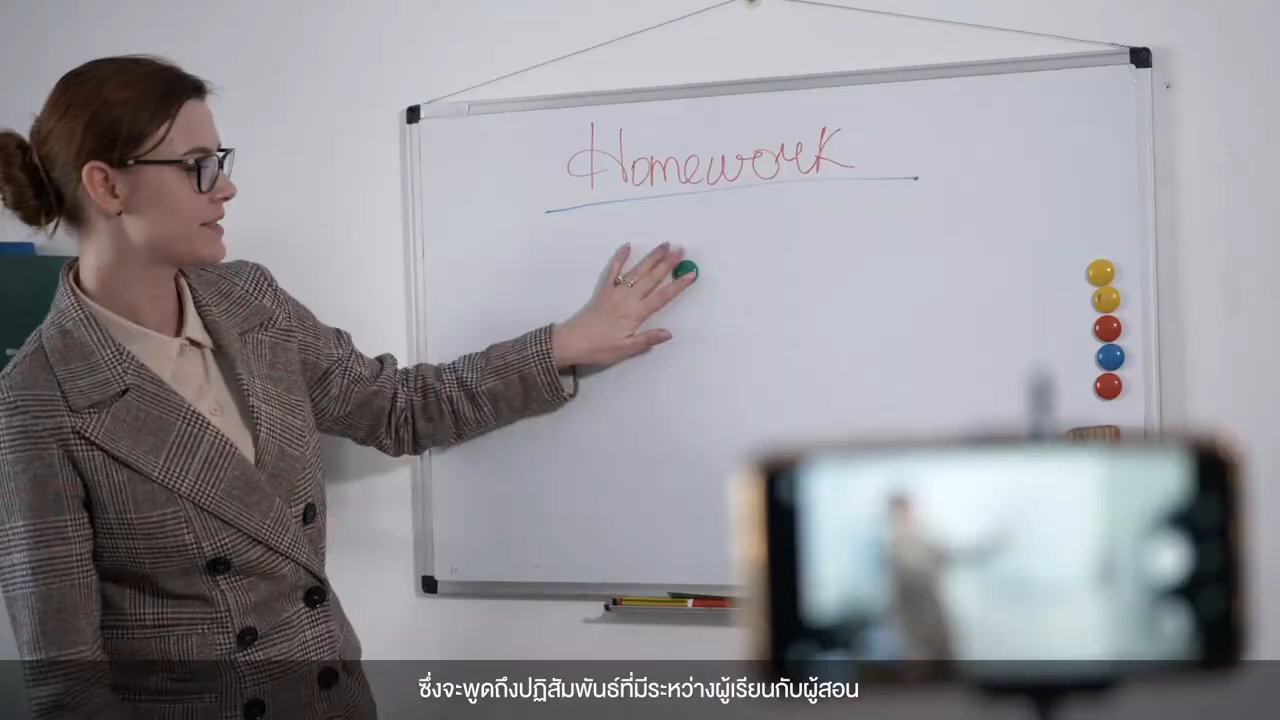 Homework
ซึ่งจะพูดถึงปฏิสัมพันธ์ที่มีระหว่างผู้เรียนกับผู้สอน